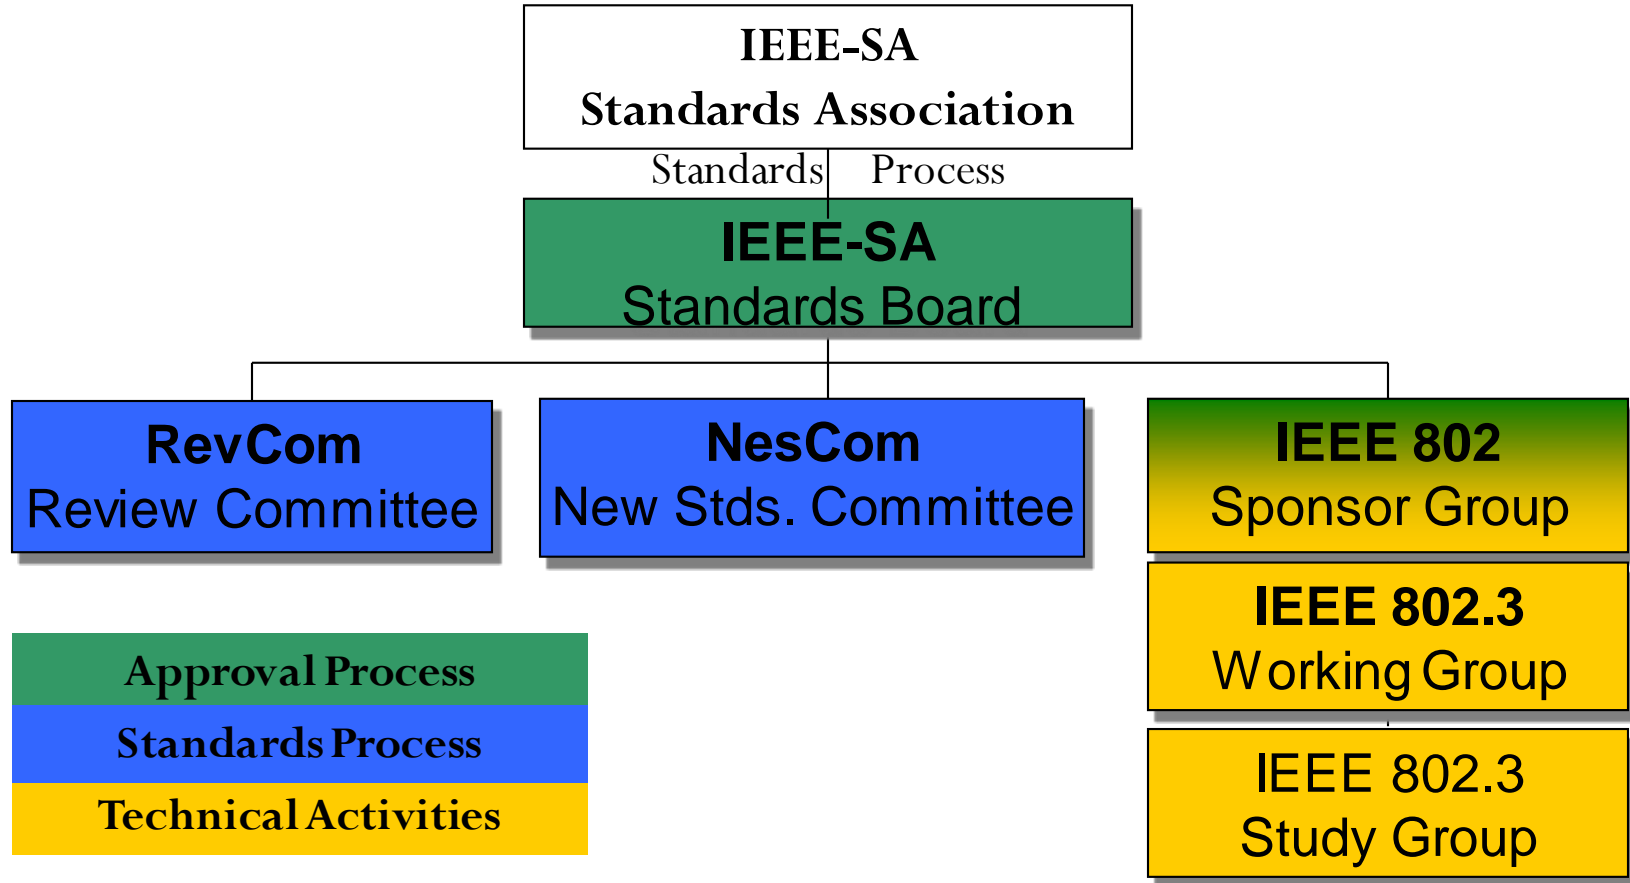 IEEE-SA
Standards Association
Standards Process
IEEE-SA
Standards Board
RevCom
Review Committee
NesCom
New Stds. Committee
IEEE 802
Sponsor Group
IEEE 802.3
Working Group
IEEE 802.3
Study Group
Approval Process
Standards Process
Technical Activities